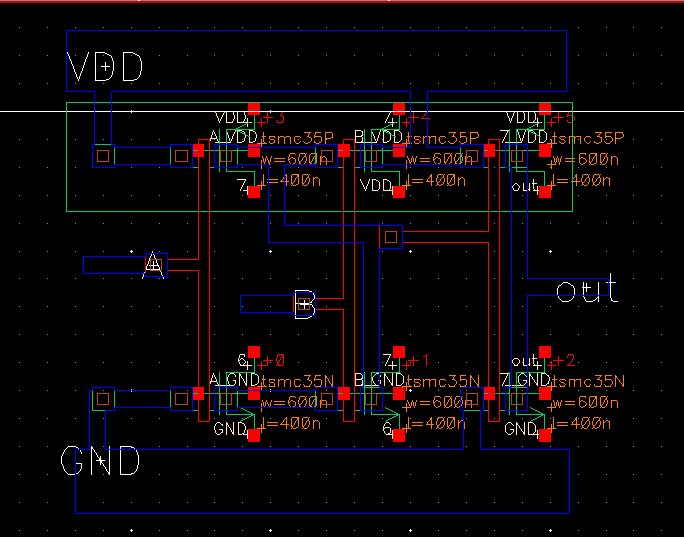 VDD
VDD +3
A VDD tsmc35P
w=600n
l=400n
7
7 +4
B VDD tsmc35P
w=600n
l=400n
VDD
VDD +5
7 VDD tsmc35P
w=600n
l=400n
out
A
B
out
6 +0
A GND tsmc35N
w=600n
l=400n
GND
7 +1
B GND tsmc35N
w=600n
l=400n
6
out +2
7 GND tsmc35N
w=600n
l=400n
GND
GND